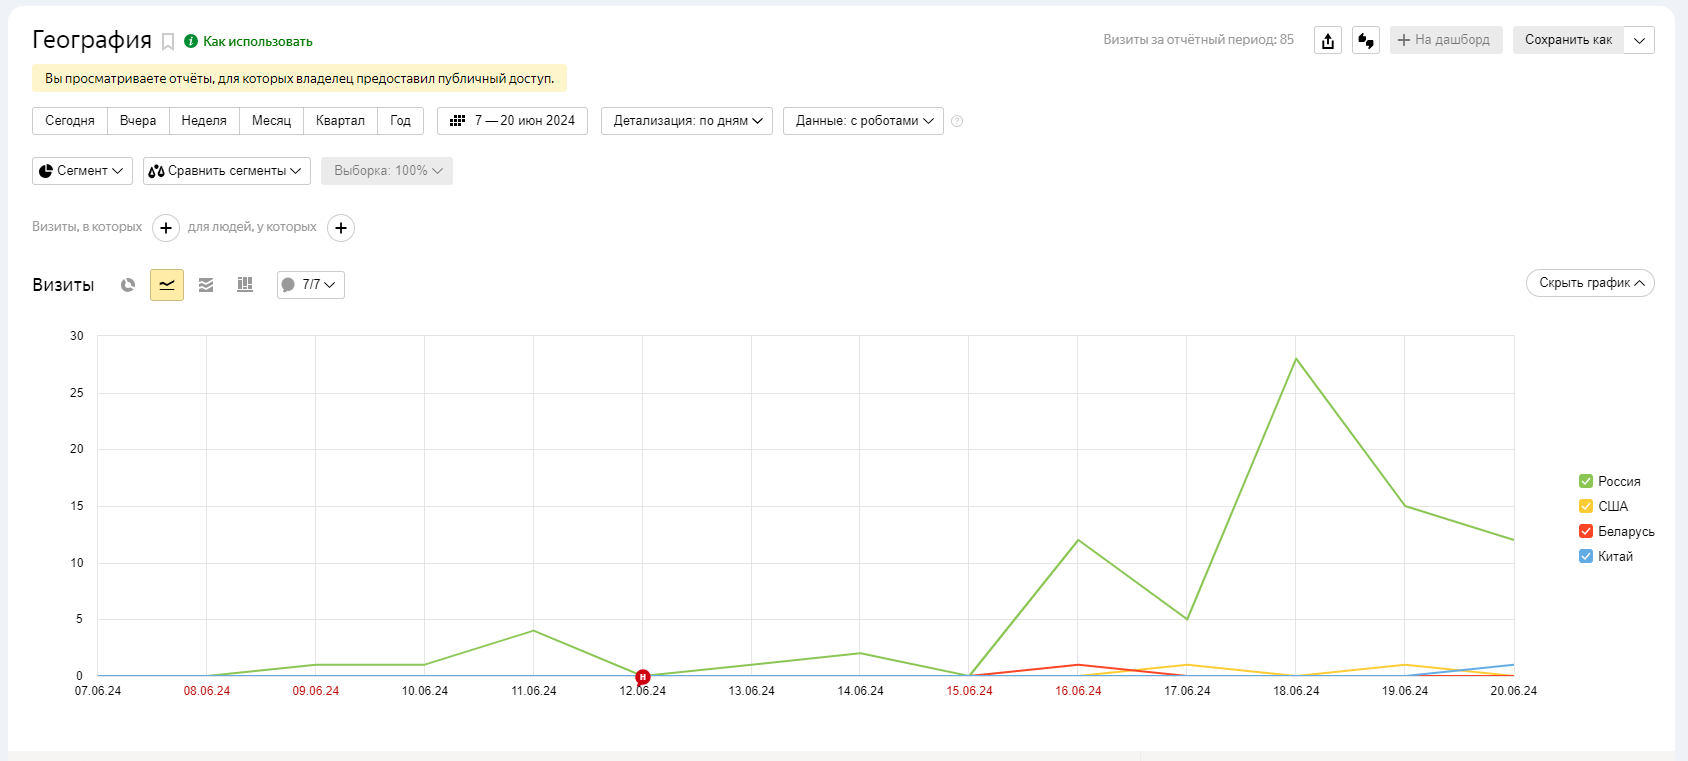 География
Как использовать
Визиты за отчётный период: 85
На дашборд
Сохранить как
Вы просматриваете отчёты, для которых владелец предоставил публичный доступ.
Сегодня Вчера Неделя Месяц Квартал Год
7 — 20 июн 2024
Детализация: по дням
Данные: с роботами
?
Сегмент
Сравнить сегменты
Выборка: 100%
Визиты, в которых + для людей, у которых +
Визиты
7/7
Скрыть график
30
25
20
15
10
5
0
Россия
США
Беларусь
Китай
Н
07.06.24 08.06.24 09.06.24 10.06.24 11.06.24 12.06.24 13.06.24 14.06.24 15.06.24 16.06.24 17.06.24 18.06.24 19.06.24 20.06.24